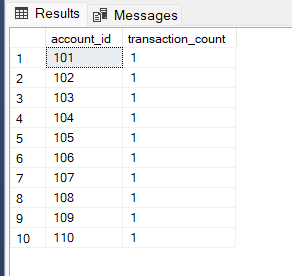 Results Messages
account_id transaction_count
1 101 1
2 102 1
3 103 1
4 104 1
5 105 1
6 106 1
7 107 1
8 108 1
9 109 1
10 110 1